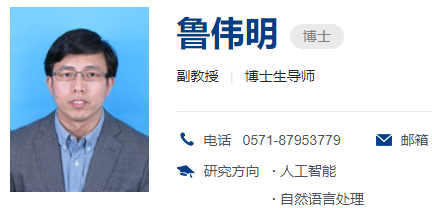 鲁伟明 博士
副教授 | 博士生导师
电话 0571-87953779 邮箱
研究方向 · 人工智能
· 自然语言处理